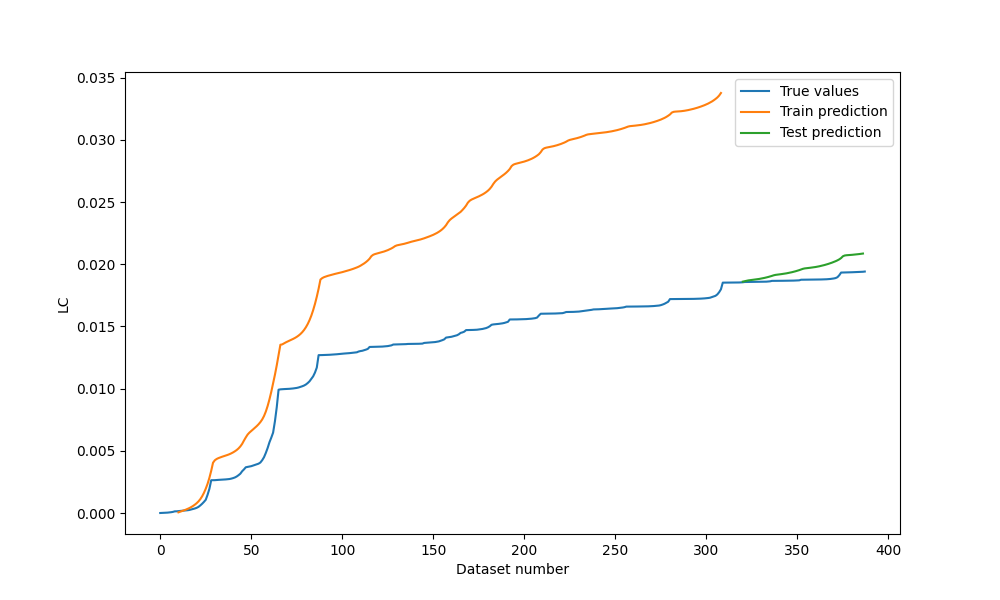 0.035
0.030
0.025
0.020
0.015
0.010
0.005
0.000
LC
0 50 100 150 200 250 300 350 400
Dataset number
True values
Train prediction
Test prediction